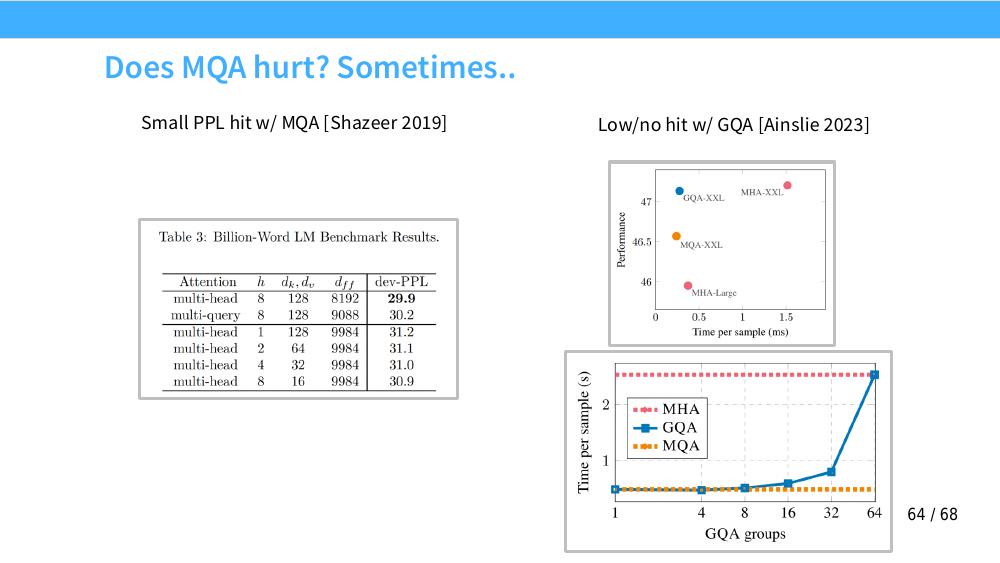 Does MQA hurt? Sometimes..
Small PPL hit w/ MQA [Shazeer 2019]
Table 3: Billion-Word LM Benchmark Results.
Attention h d_k, d_v d_ff dev-PPL
multi-head 8 128 8192 29.9
multi-query 8 128 9088 30.2
multi-head 1 128 9984 31.2
multi-head 2 64 9984 31.1
multi-head 4 32 9984 31.0
multi-head 8 16 9984 30.9
Low/no hit w/ GQA [Ainslie 2023]
Performance
47
46.5
46
GQA-XXL
MHA-XXL
MQA-XXL
MHA-Large
0 0.5 1 1.5
Time per sample (ms)
Time per sample (s)
2
1
MHA
GQA
MQA
1 4 8 16 32 64
GQA groups
64 / 68